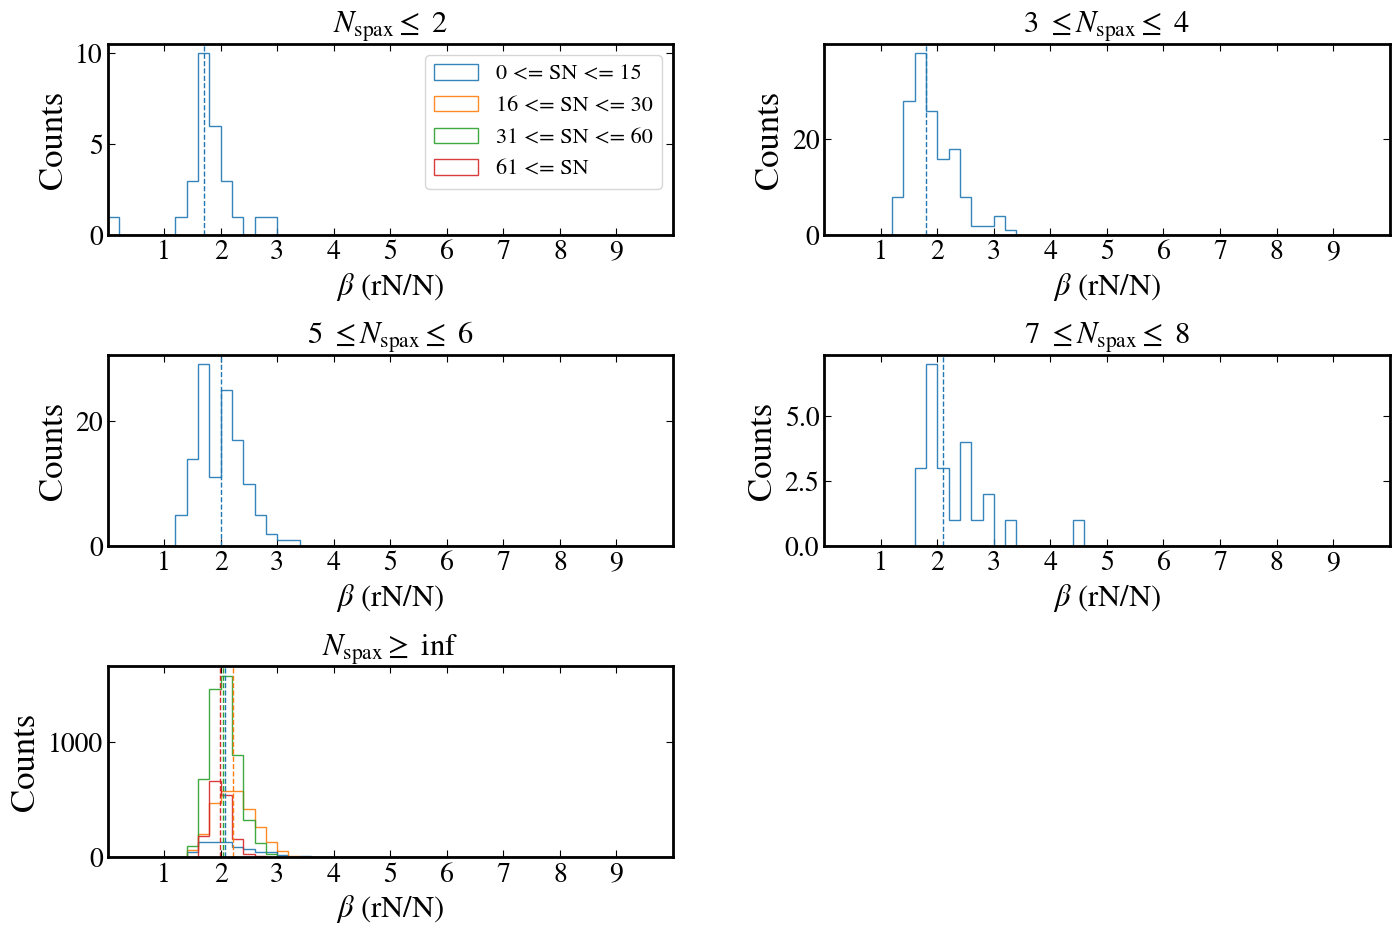 N_spax ≤ 2
Counts
10
5
0
0 <= SN <= 15
16 <= SN <= 30
31 <= SN <= 60
61 <= SN
1 2 3 4 5 6 7 8 9
β (rN/N)
3 ≤N_spax≤ 4
Counts
20
0
1 2 3 4 5 6 7 8 9
β (rN/N)
5 ≤N_spax≤ 6
Counts
20
0
1 2 3 4 5 6 7 8 9
β (rN/N)
7 ≤N_spax≤ 8
Counts
5.0
2.5
0.0
1 2 3 4 5 6 7 8 9
β (rN/N)
N_spax ≥ inf
Counts
1000
0
1 2 3 4 5 6 7 8 9
β (rN/N)